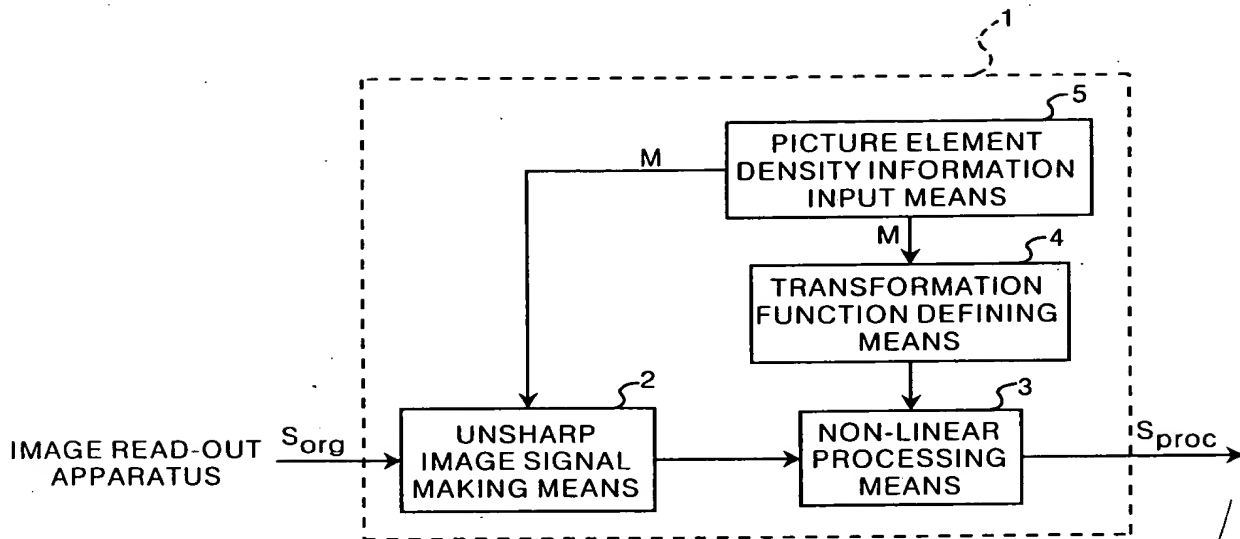 1
5
PICTURE ELEMENT
DENSITY INFORMATION
INPUT MEANS
M
M
4
TRANSFORMATION
FUNCTION DEFINING
MEANS
2
3
IMAGE READ-OUT
APPARATUS
Sorg
UNSHARP
IMAGE SIGNAL
MAKING MEANS
NON-LINEAR
PROCESSING
MEANS
Sproc